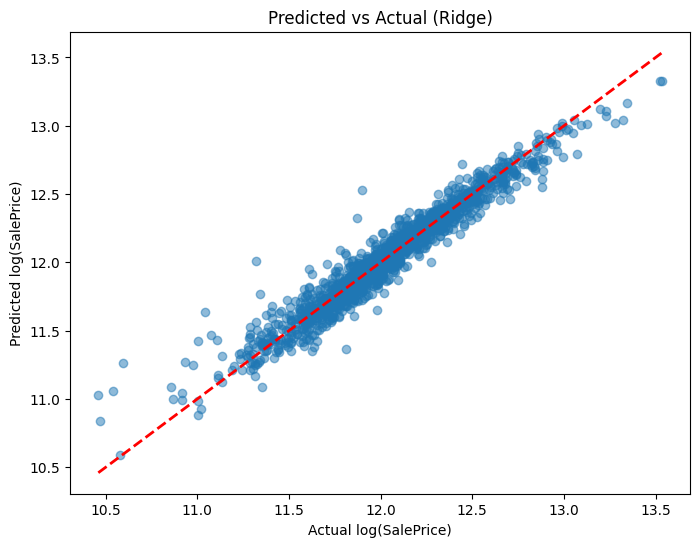 Predicted vs Actual (Ridge)
13.5
13.0
12.5
12.0
11.5
11.0
10.5
Predicted log(SalePrice)
10.5 11.0 11.5 12.0 12.5 13.0 13.5
Actual log(SalePrice)